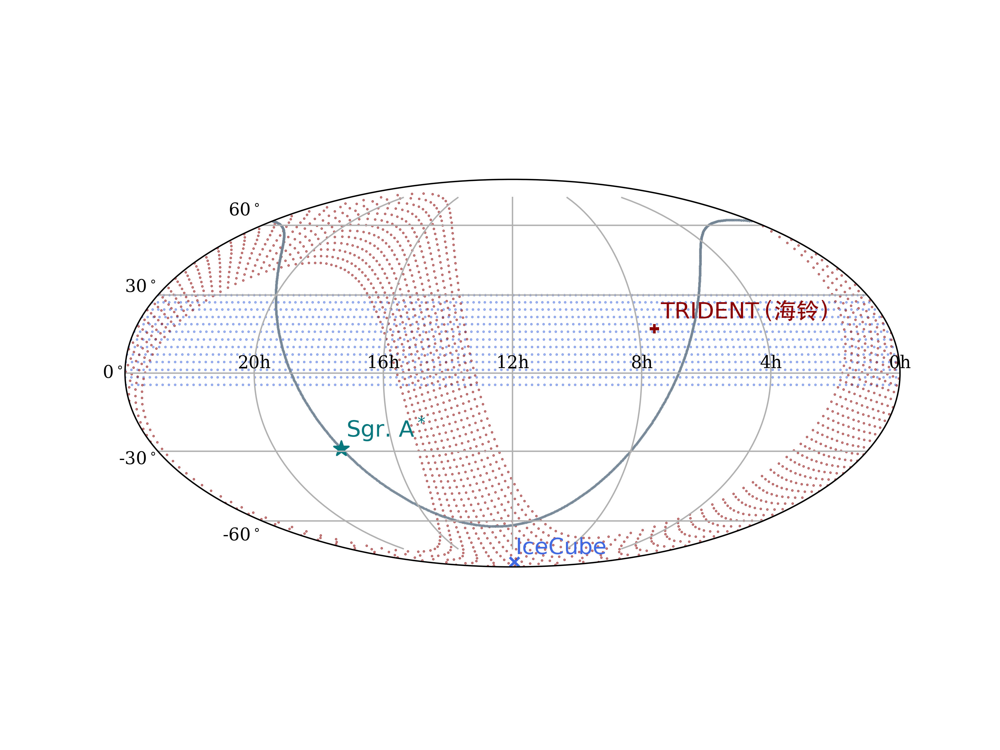 60°
30°
TRIDENT (海铃)
20h 16h 12h 8h 4h 0h
0°
Sgr. A*
-30°
-60°
IceCube